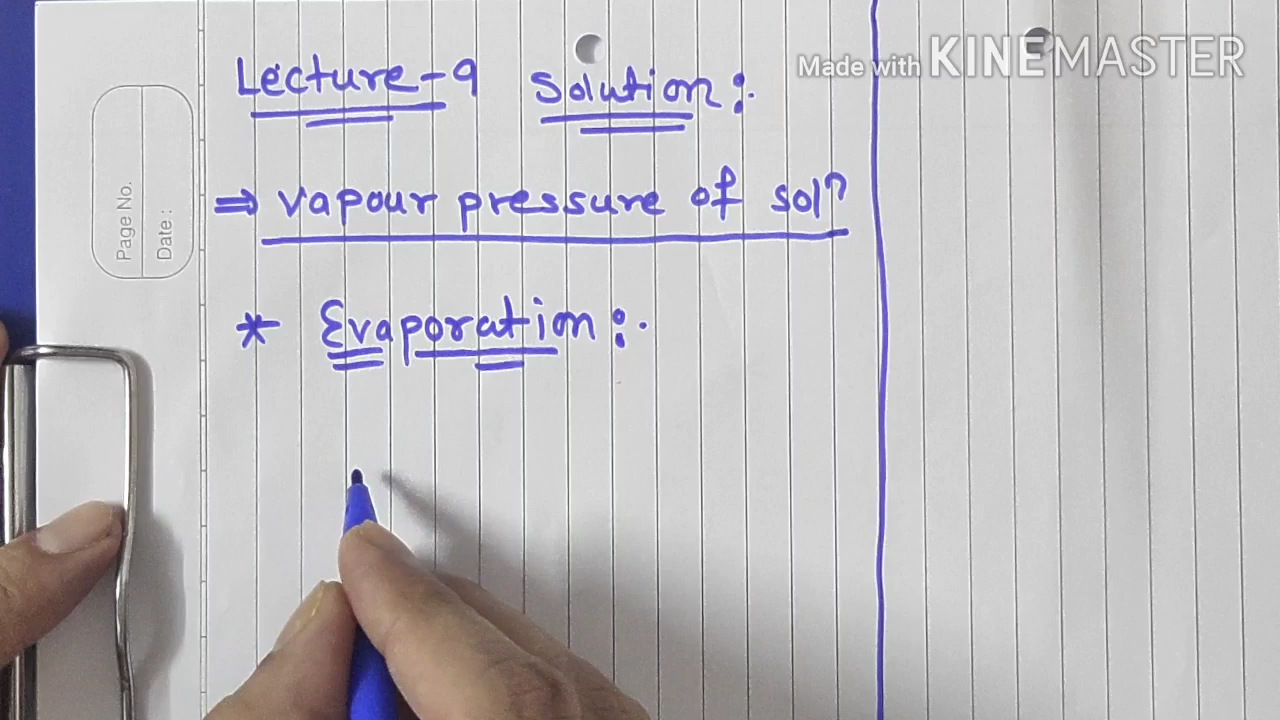 Lecture-9 Solution:-
Made with KINEMASTER
⇒ vapour pressure of solⁿ
* Evaporation:-
Page No.
Date :